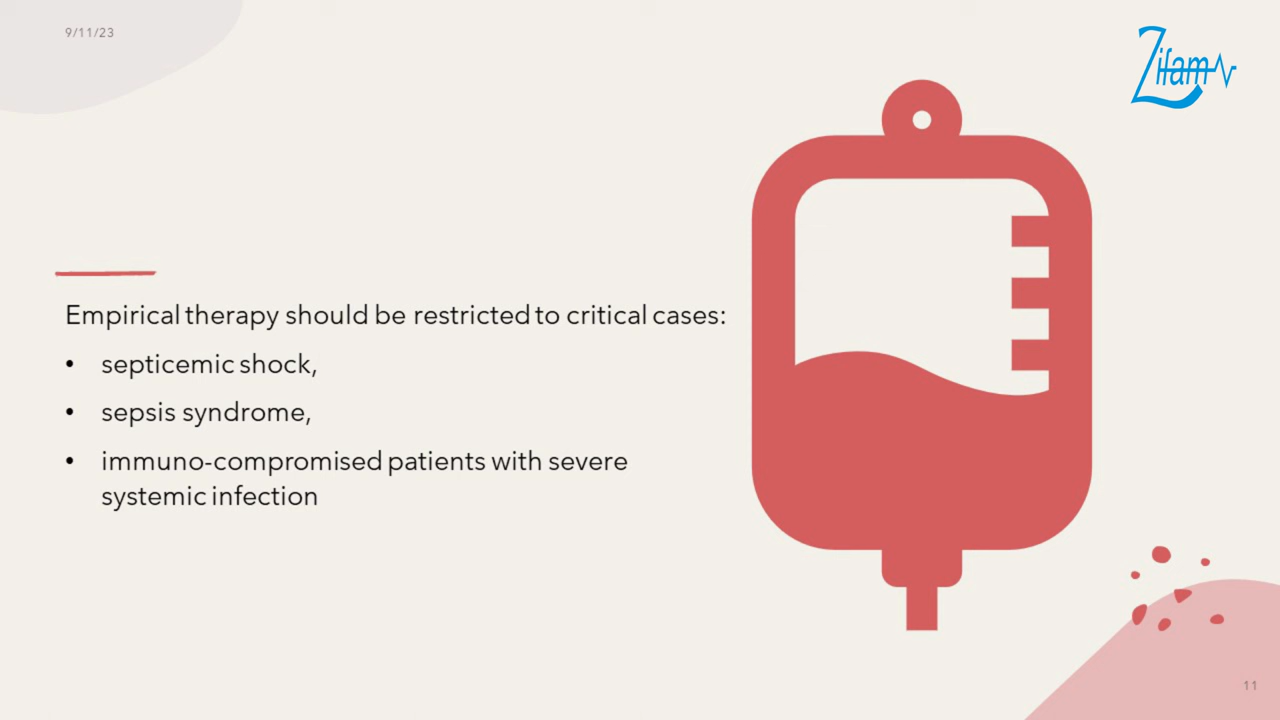 9/11/23
Zifam
Empirical therapy should be restricted to critical cases:
• septicemic shock,
• sepsis syndrome,
• immuno-compromised patients with severe
systemic infection
11